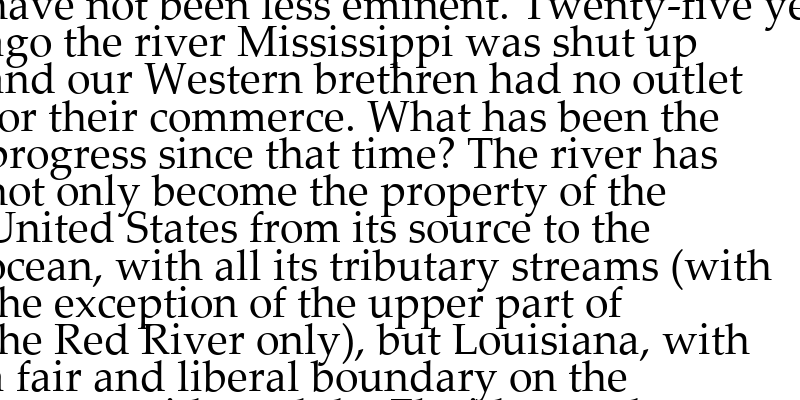 have not been less eminent. Twenty-five
ago the river Mississippi was shut up
and our Western brethren had no outlet
for their commerce. What has been the
progress since that time? The river has
not only become the property of the
United States from its source to the
ocean, with all its tributary streams (with
the exception of the upper part of
the Red River only), but Louisiana, with
a fair and liberal boundary on the